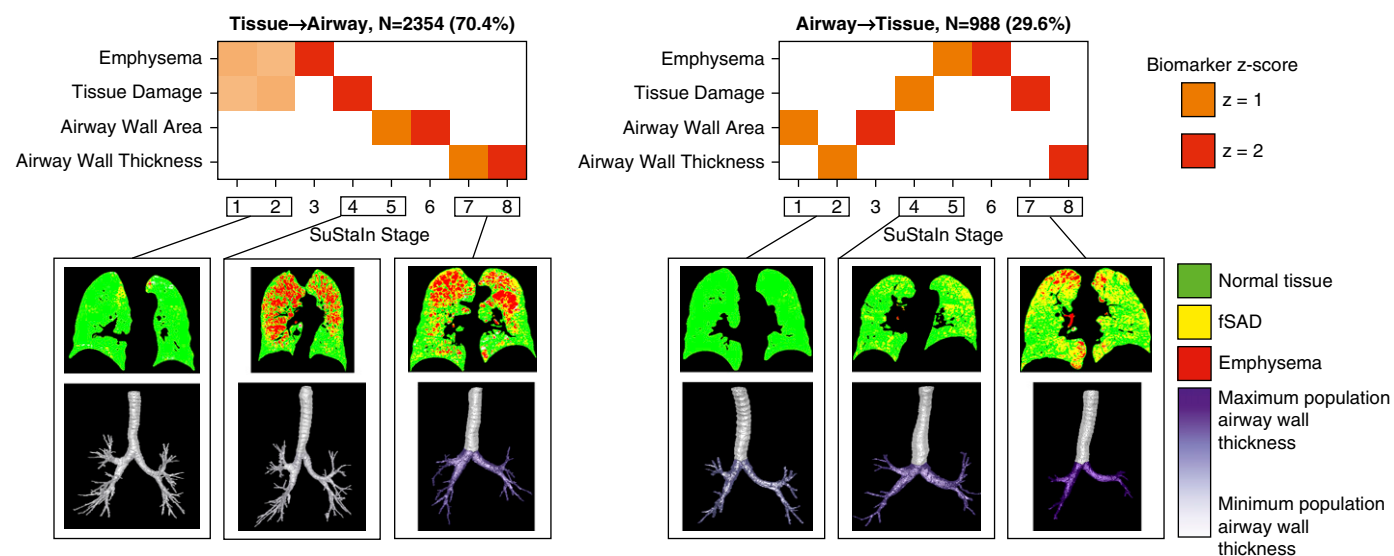 Tissue→Airway, N=2354 (70.4%)
Emphysema
Tissue Damage
Airway Wall Area
Airway Wall Thickness
1 2 3 4 5 6 7 8
SuStaIn Stage
Airway→Tissue, N=988 (29.6%)
Emphysema
Tissue Damage
Airway Wall Area
Airway Wall Thickness
1 2 3 4 5 6 7 8
SuStaIn Stage
Biomarker z-score
z = 1
z = 2
Normal tissue
fSAD
Emphysema
Maximum population
airway wall
thickness
Minimum population
airway wall
thickness